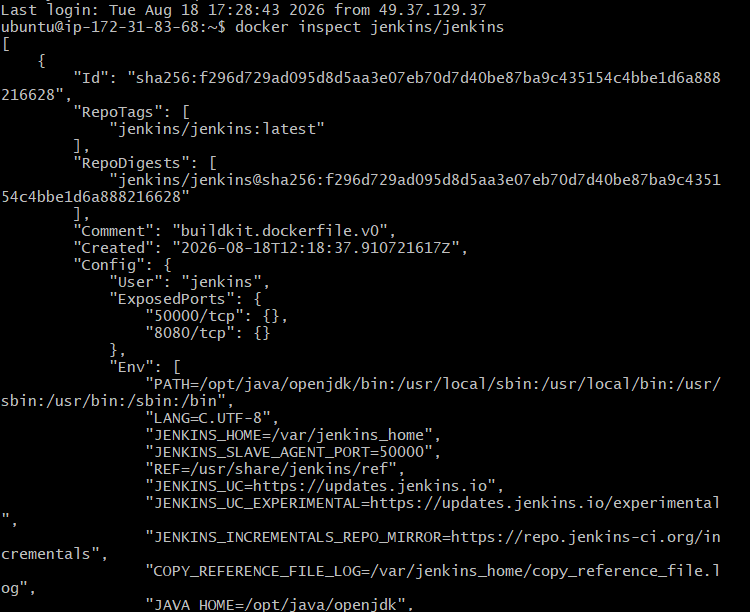 Last login: Tue Aug 18 17:28:43 2026 from 49.37.129.37
ubuntu@ip-172-31-83-68:~$ docker inspect jenkins/jenkins
[
    {
        "Id": "sha256:f296d729ad095d8d5aa3e07eb70d7d40be87ba9c435154c4bbe1d6a888
216628",
        "RepoTags": [
            "jenkins/jenkins:latest"
        ],
        "RepoDigests": [
            "jenkins/jenkins@sha256:f296d729ad095d8d5aa3e07eb70d7d40be87ba9c4351
54c4bbe1d6a888216628"
        ],
        "Comment": "buildkit.dockerfile.v0",
        "Created": "2026-08-18T12:18:37.910721617Z",
        "Config": {
            "User": "jenkins",
            "ExposedPorts": {
                "50000/tcp": {},
                "8080/tcp": {}
            },
            "Env": [
                "PATH=/opt/java/openjdk/bin:/usr/local/sbin:/usr/local/bin:/usr/
sbin:/usr/bin:/sbin:/bin",
                "LANG=C.UTF-8",
                "JENKINS_HOME=/var/jenkins_home",
                "JENKINS_SLAVE_AGENT_PORT=50000",
                "REF=/usr/share/jenkins/ref",
                "JENKINS_UC=https://updates.jenkins.io",
                "JENKINS_UC_EXPERIMENTAL=https://updates.jenkins.io/experimental
",
                "JENKINS_INCREMENTALS_REPO_MIRROR=https://repo.jenkins-ci.org/in
crementals",
                "COPY_REFERENCE_FILE_LOG=/var/jenkins_home/copy_reference_file.l
og",
                "JAVA_HOME=/opt/java/openjdk",